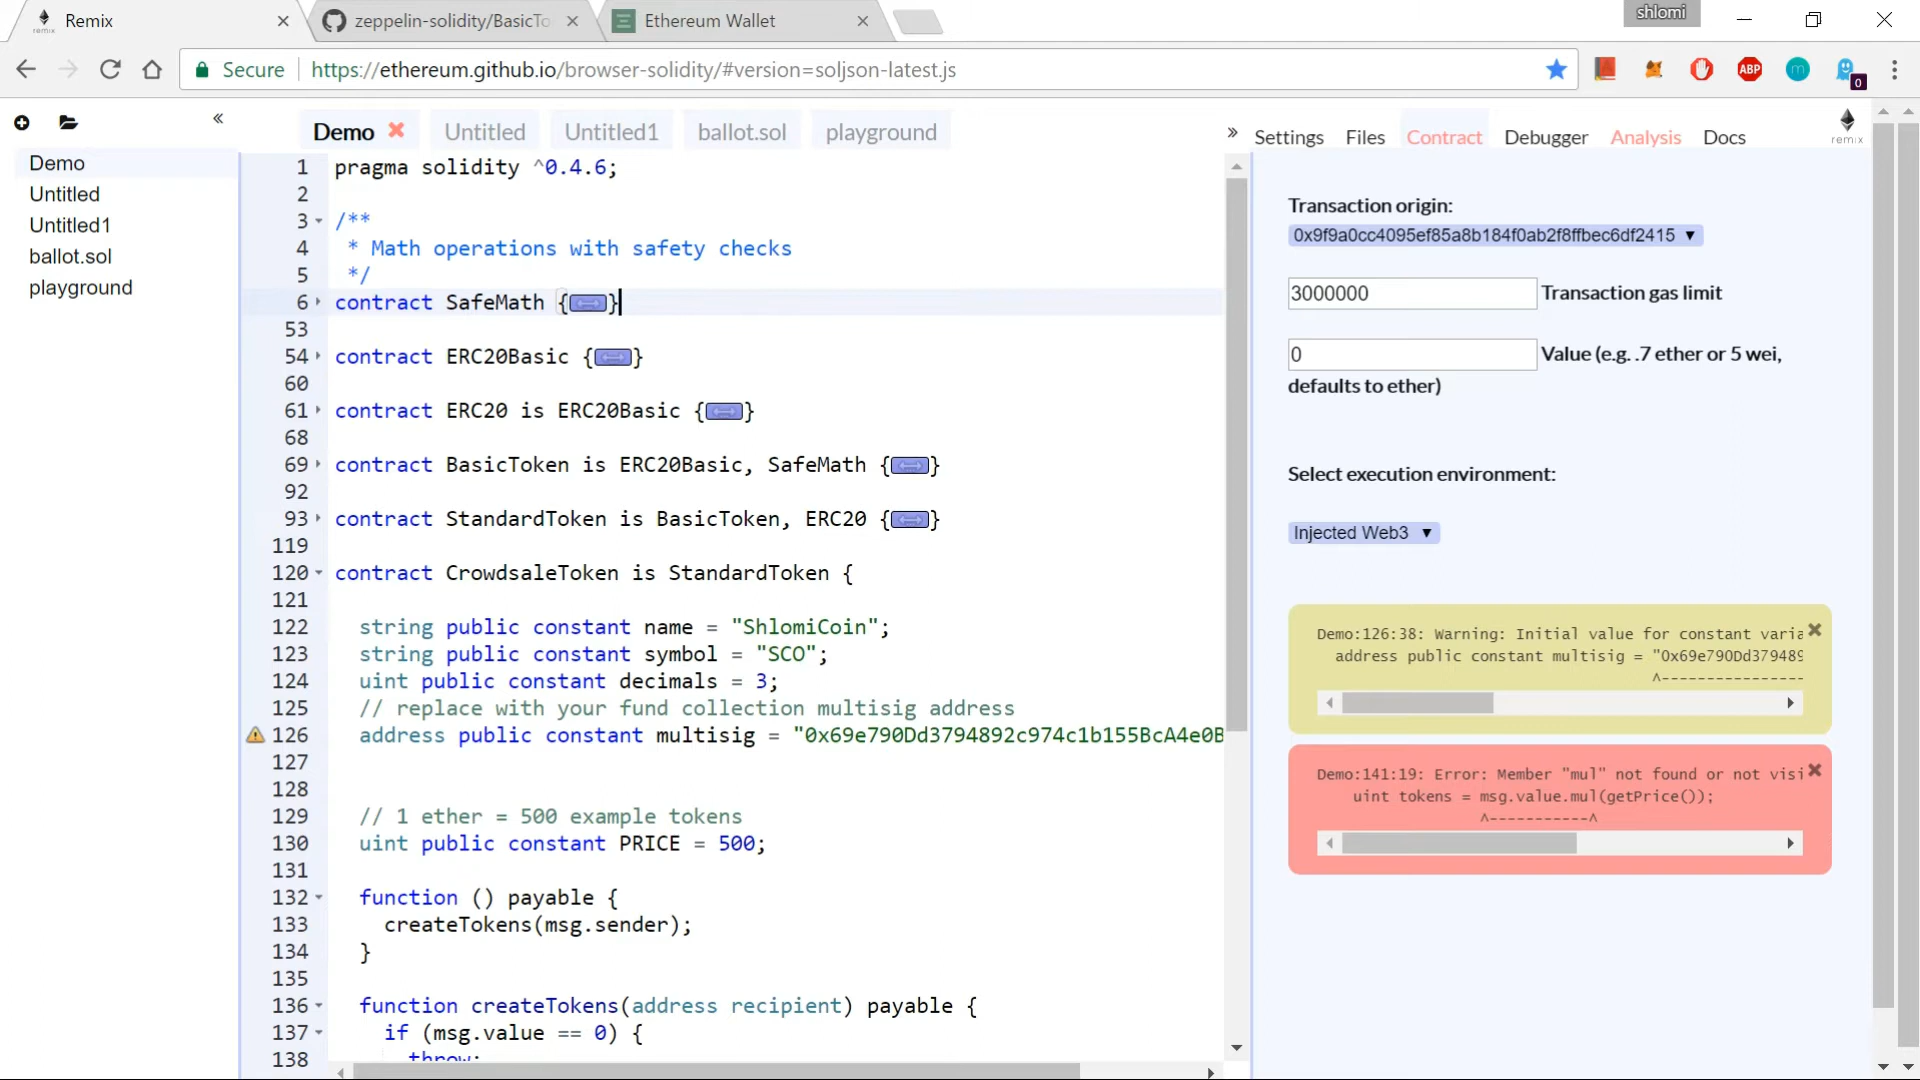 Remix
zeppelin-solidity/BasicTo
Ethereum Wallet
shlomi
Secure
https://ethereum.github.io/browser-solidity/#version=soljson-latest.js
ABP
m
0
Demo
Untitled
Untitled1
ballot.sol
playground
Demo
Untitled
Untitled1
ballot.sol
playground
1 pragma solidity ^0.4.6;
2
3 /**
4 * Math operations with safety checks
5 */
6 contract SafeMath {}
53
54 contract ERC20Basic {}
60
61 contract ERC20 is ERC20Basic {}
68
69 contract BasicToken is ERC20Basic, SafeMath {}
92
93 contract StandardToken is BasicToken, ERC20 {}
119
120 contract CrowdsaleToken is StandardToken {
121
122 string public constant name = "ShlomiCoin";
123 string public constant symbol = "SCO";
124 uint public constant decimals = 3;
125 // replace with your fund collection multisig address
126 address public constant multisig = "0x69e790Dd3794892c974c1b155BcA4e0B
127
128
129 // 1 ether = 500 example tokens
130 uint public constant PRICE = 500;
131
132 function () payable {
133 createTokens(msg.sender);
134 }
135
136 function createTokens(address recipient) payable {
137 if (msg.value == 0) {
138 throw;
» Settings Files Contract Debugger Analysis Docs
remix
Transaction origin:
0x9f9a0cc4095ef85a8b184f0ab2f8ffbec6df2415
3000000 Transaction gas limit
0 Value (e.g. .7 ether or 5 wei,
defaults to ether)
Select execution environment:
Injected Web3
Demo:126:38: Warning: Initial value for constant varia
address public constant multisig = "0x69e790Dd379489
^----------------
Demo:141:19: Error: Member "mul" not found or not visi
uint tokens = msg.value.mul(getPrice());
^-----------^